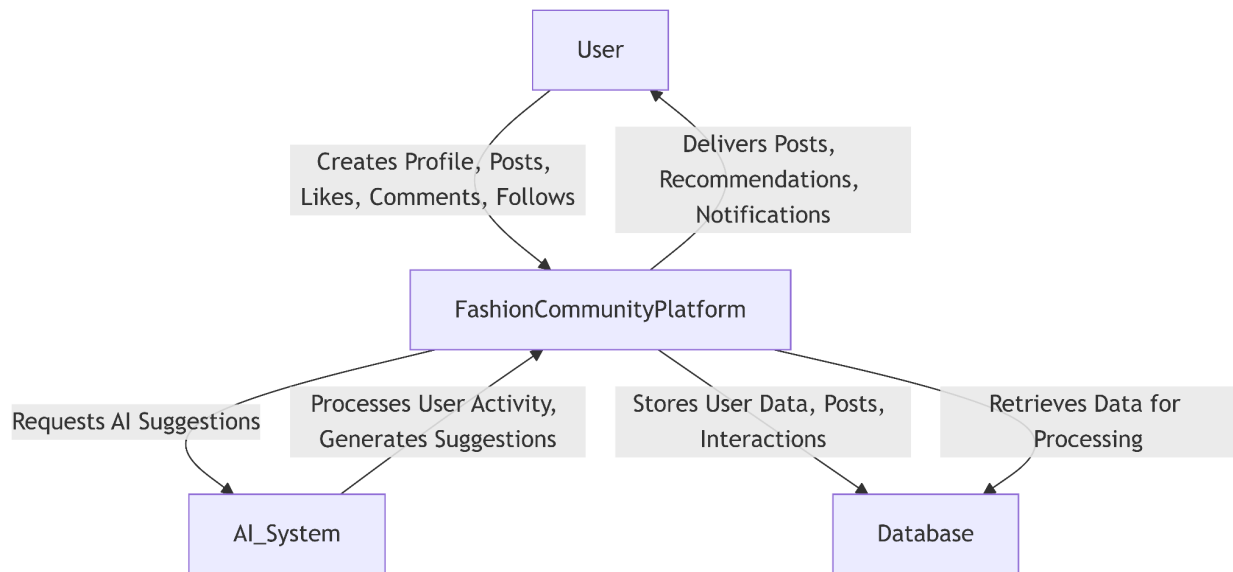 User
Creates Profile, Posts,
Likes, Comments, Follows
Delivers Posts,
Recommendations,
Notifications
FashionCommunityPlatform
Requests AI Suggestions
Processes User Activity,
Generates Suggestions
Stores User Data, Posts,
Interactions
Retrieves Data for
Processing
AI_System
Database